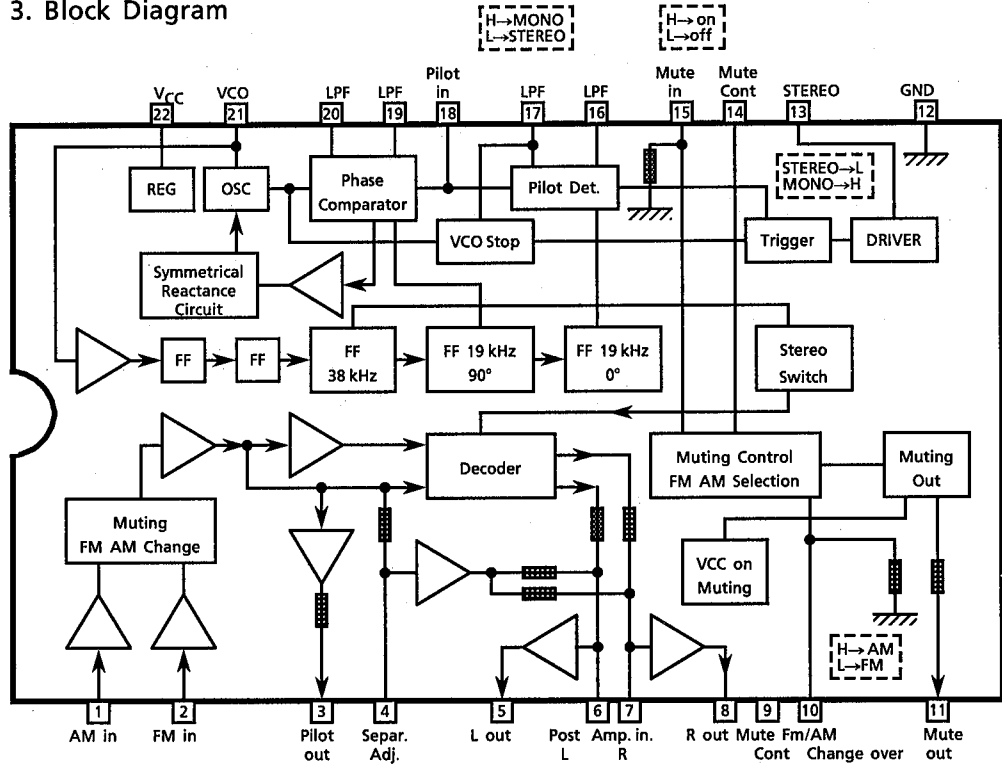 3. Block Diagram
H→MONO
L→STEREO
H→on
L→off
VCC
VCO
LPF
LPF
Pilot
in
LPF
LPF
Mute
in
Mute
Cont
STEREO
GND
22
21
20
19
18
17
16
15
14
13
12
REG
OSC
Phase
Comparator
Pilot Det.
STEREO→L
MONO→H
VCO Stop
Trigger
DRIVER
Symmetrical
Reactance
Circuit
FF
FF
FF
38 kHz
FF 19 kHz
90°
FF 19 kHz
0°
Stereo
Switch
Decoder
Muting Control
FM AM Selection
Muting
Out
Muting
FM AM Change
VCC on
Muting
H→AM
L→FM
1
2
3
4
5
6
7
8
9
10
11
AM in
FM in
Pilot
out
Separ.
Adj.
L out
Post Amp. in.
L R
R out
Mute
Cont
Fm/AM
Change over
Mute
out